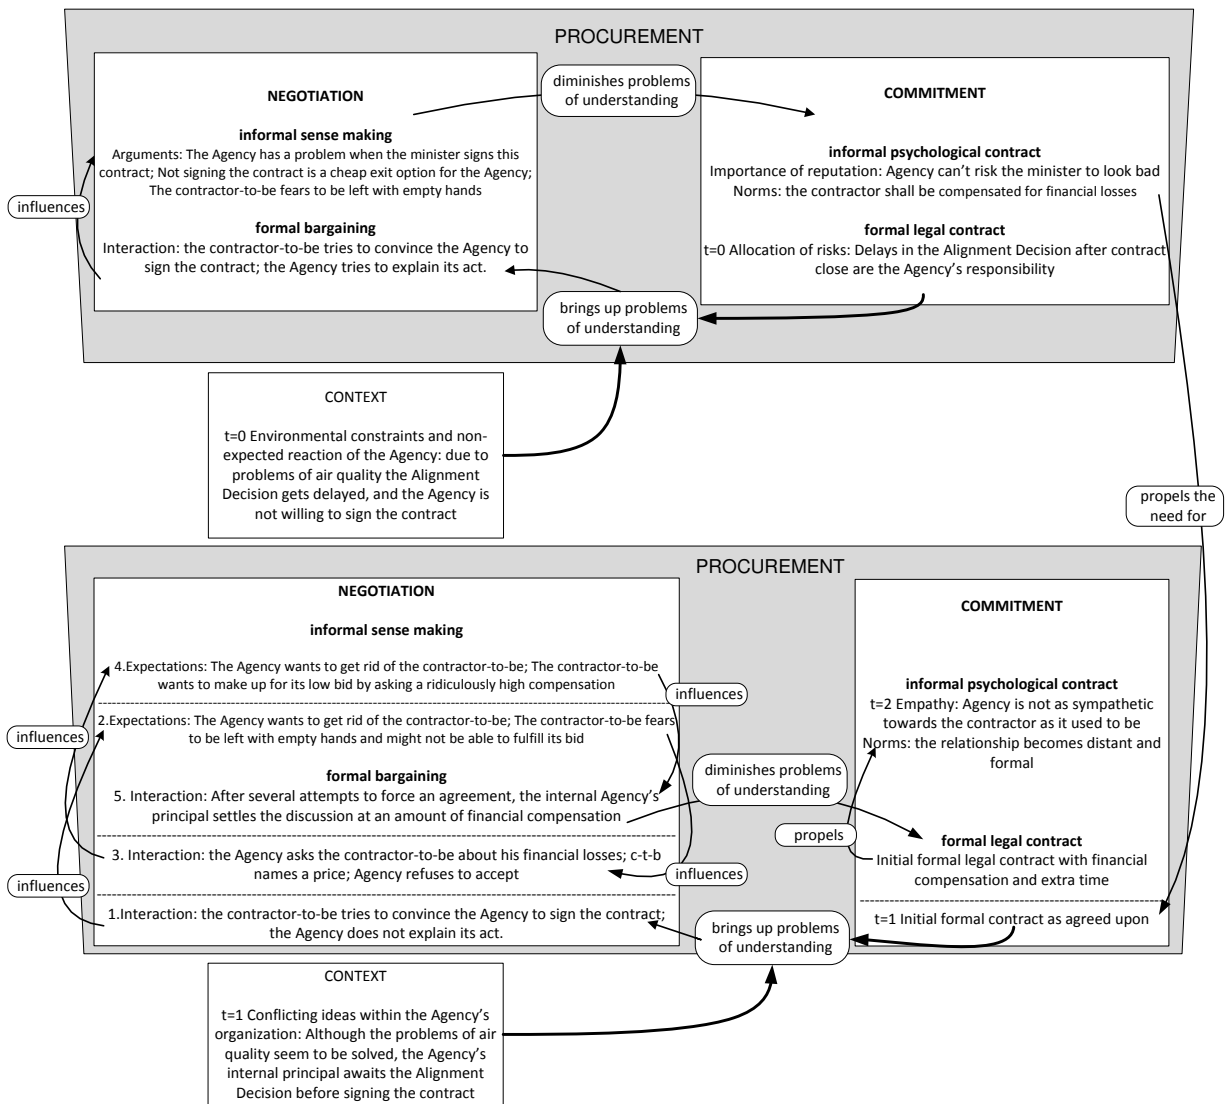 PROCUREMENT
NEGOTIATION
informal sense making
Arguments: The Agency has a problem when the minister signs this
contract; Not signing the contract is a cheap exit option for the Agency;
The contractor-to-be fears to be left with empty hands
formal bargaining
Interaction: the contractor-to-be tries to convince the Agency to
sign the contract; the Agency tries to explain its act.
influences
diminishes problems
of understanding
COMMITMENT
informal psychological contract
Importance of reputation: Agency can't risk the minister to look bad
Norms: the contractor shall be compensated for financial losses
formal legal contract
t=0 Allocation of risks: Delays in the Alignment Decision after contract
close are the Agency's responsibility
brings up problems
of understanding
CONTEXT
t=0 Environmental constraints and non-
expected reaction of the Agency: due to
problems of air quality the Alignment
Decision gets delayed, and the Agency is
not willing to sign the contract
propels the
need for
PROCUREMENT
NEGOTIATION
informal sense making
4.Expectations: The Agency wants to get rid of the contractor-to-be; The contractor-to-be
wants to make up for its low bid by asking a ridiculously high compensation
2.Expectations: The Agency wants to get rid of the contractor-to-be; The contractor-to-be fears
to be left with empty hands and might not be able to fulfill its bid
formal bargaining
5. Interaction: After several attempts to force an agreement, the internal Agency's
principal settles the discussion at an amount of financial compensation
3. Interaction: the Agency asks the contractor-to-be about his financial losses; c-t-b
names a price; Agency refuses to accept
1.Interaction: the contractor-to-be tries to convince the Agency to sign the contract;
the Agency does not explain its act.
influences
influences
influences
influences
diminishes problems
of understanding
propels
brings up problems
of understanding
COMMITMENT
informal psychological contract
t=2 Empathy: Agency is not as sympathetic
towards the contractor as it used to be
Norms: the relationship becomes distant and
formal
formal legal contract
Initial formal legal contract with financial
compensation and extra time
t=1 Initial formal contract as agreed upon
CONTEXT
t=1 Conflicting ideas within the Agency's
organization: Although the problems of air
quality seem to be solved, the Agency's
internal principal awaits the Alignment
Decision before signing the contract